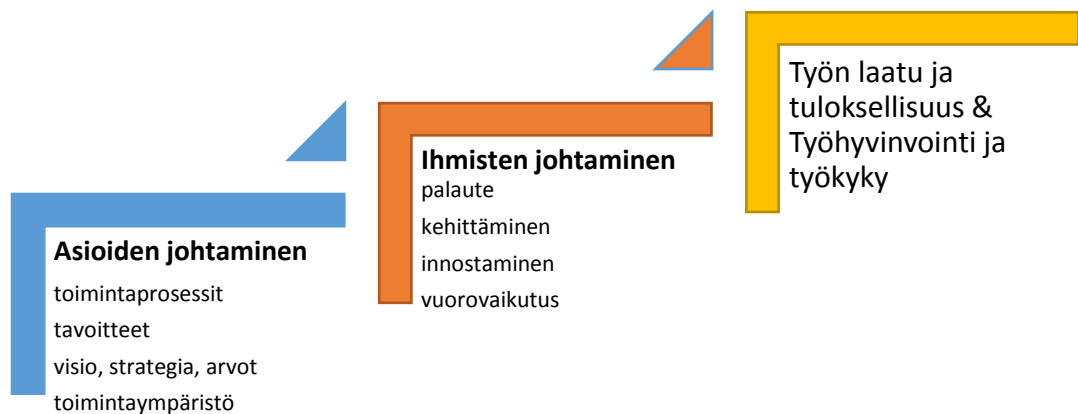 Asioiden johtaminen
toimintaprosessit
tavoitteet
visio, strategia, arvot
toimintaympäristö
Ihmisten johtaminen
palaute
kehittäminen
innostaminen
vuorovaikutus
Työn laatu ja
tuloksellisuus &
Työhyvinvointi ja
työkyky